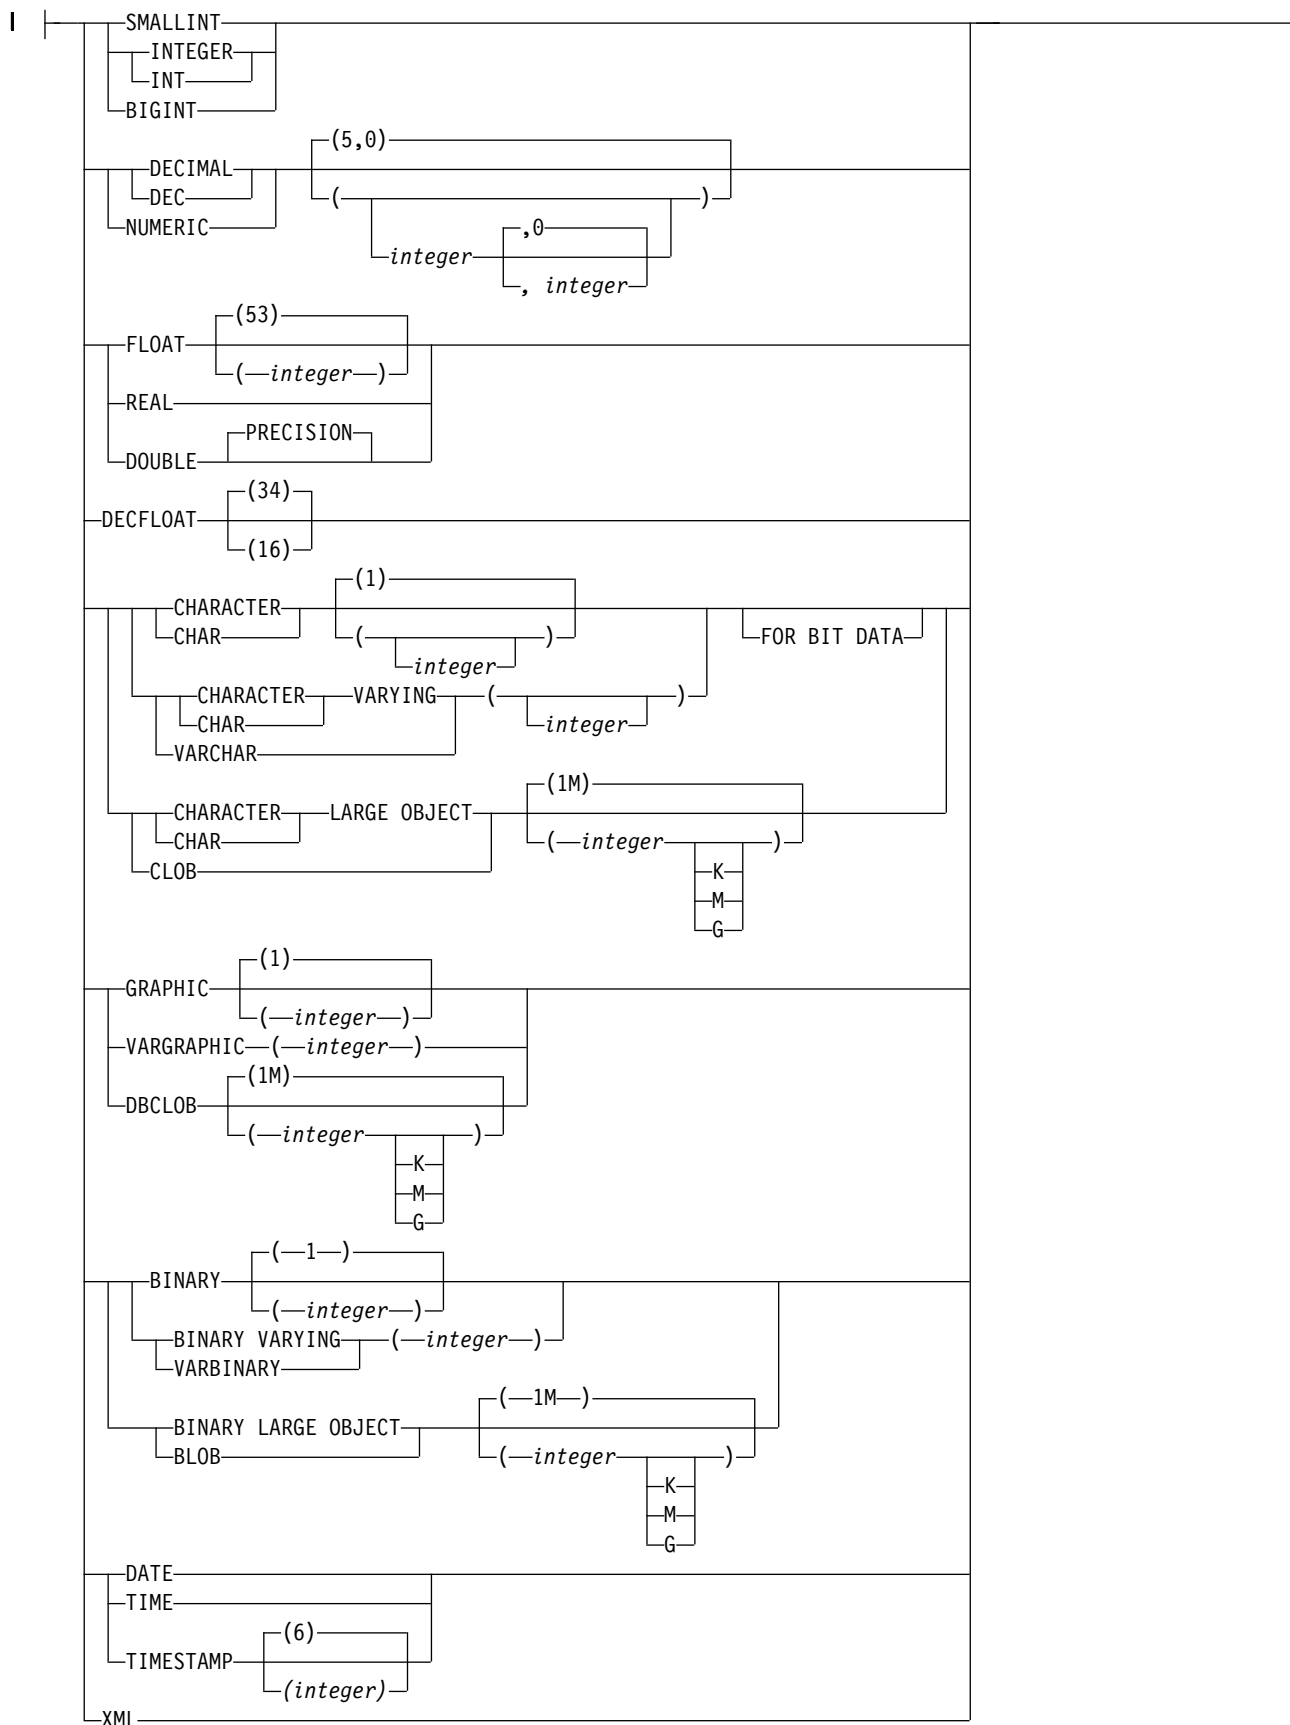 SMALLINT
INTEGER
INT
BIGINT
(5,0)
DECIMAL
DEC ( )
NUMERIC ,0
integer
, integer
(53)
FLOAT
( integer )
REAL
PRECISION
DOUBLE
(34)
DECFLOAT
(16)
(1)
CHARACTER
CHAR ( ) FOR BIT DATA
integer
CHARACTER VARYING ( )
CHAR integer
VARCHAR
(1M)
CHARACTER LARGE OBJECT
CHAR ( integer )
CLOB K
M
G
(1)
GRAPHIC
( integer )
VARGRAPHIC ( integer )
(1M)
DBCLOB
( integer )
K
M
G
( 1 )
BINARY
( integer )
BINARY VARYING ( integer )
VARBINARY
( 1M )
BINARY LARGE OBJECT
BLOB ( integer )
K
M
G
DATE
TIME
(6)
TIMESTAMP
(integer)
XML